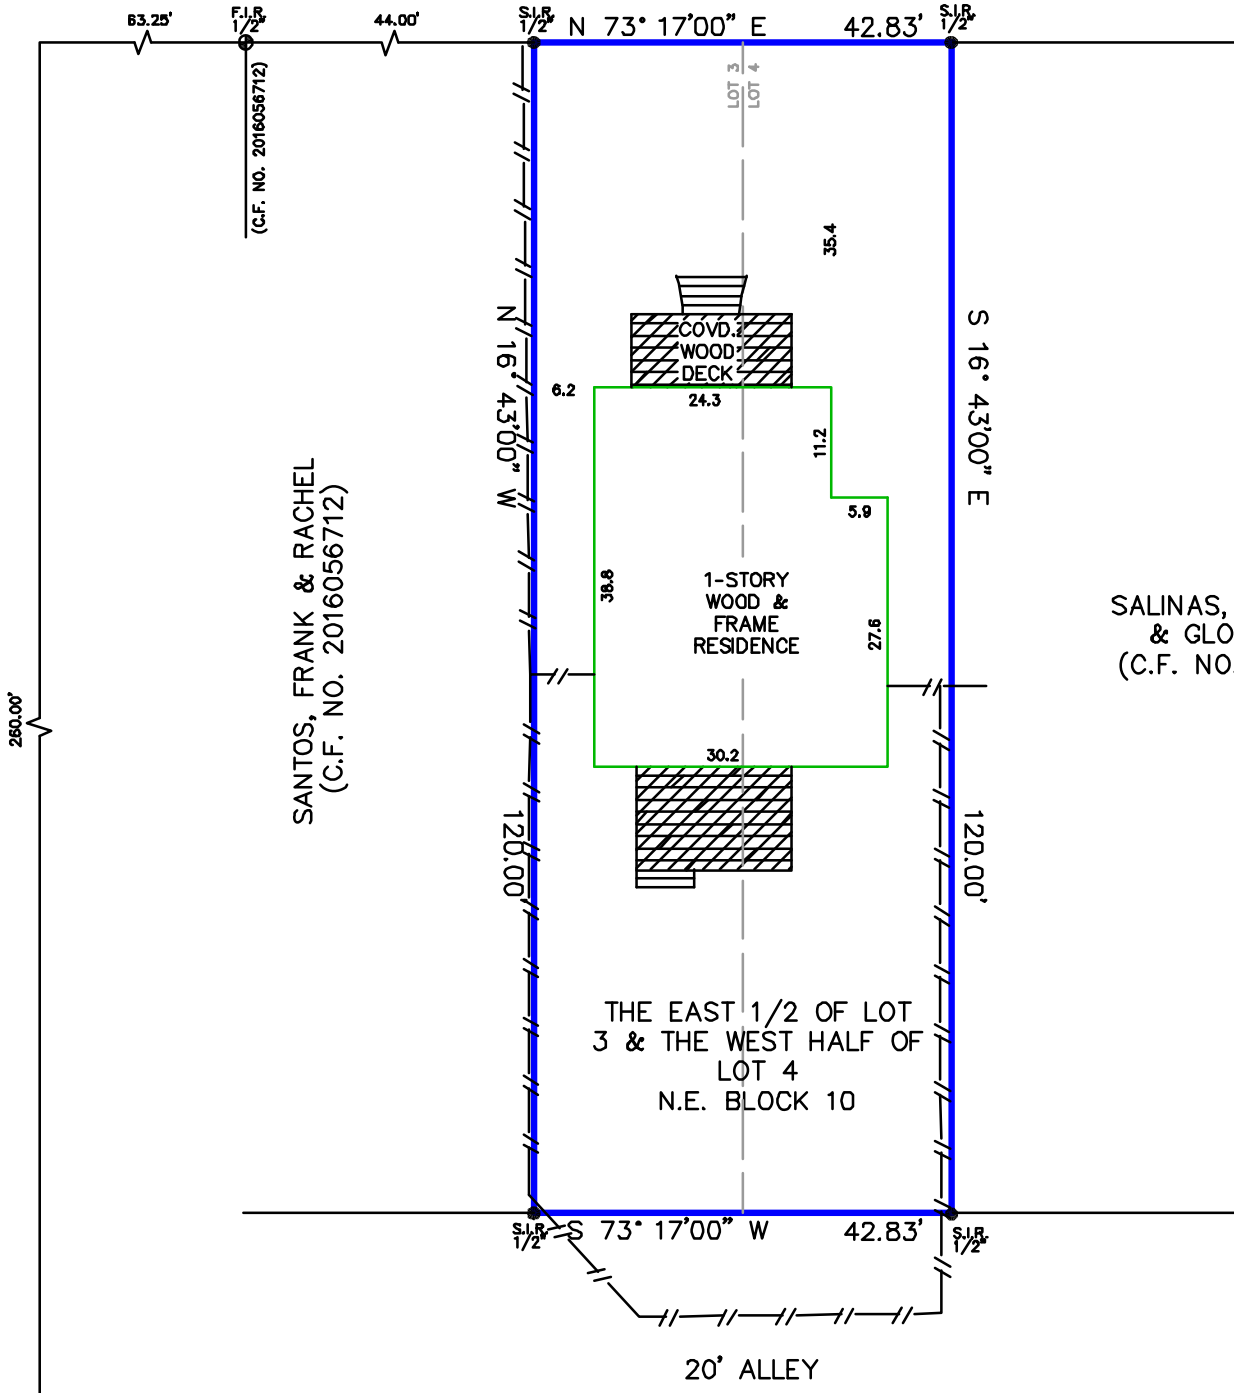 63.25'
F.I.R.
1/2"
44.00'
S.I.R.
1/2"
N 73° 17'00" E
42.83'
S.I.R.
1/2"
(C.F. NO. 2016056712)
LOT 3
LOT 4
35.4
N 16° 43'00" W
S 16° 43'00" E
COVD.
WOOD
DECK
6.2
24.3
11.2
5.9
38.8
1-STORY
WOOD &
FRAME
RESIDENCE
27.6
SANTOS, FRANK & RACHEL
(C.F. NO. 2016056712)
SALINAS,
& GLO
(C.F. NO.
260.00'
30.2
120.00'
120.00'
THE EAST 1/2 OF LOT
3 & THE WEST HALF OF
LOT 4
N.E. BLOCK 10
S.I.R.
1/2"
S 73° 17'00" W
42.83'
S.I.R.
1/2"
20' ALLEY